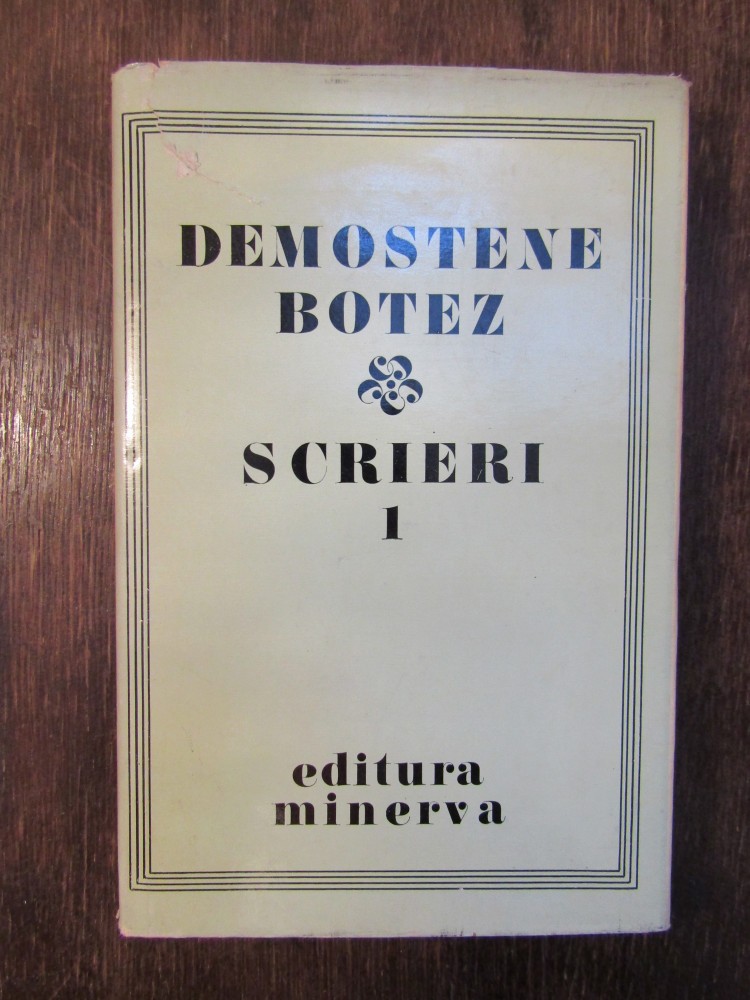 DEMOSTENE
BOTEZ
SCRIERI
1
editura
minerva